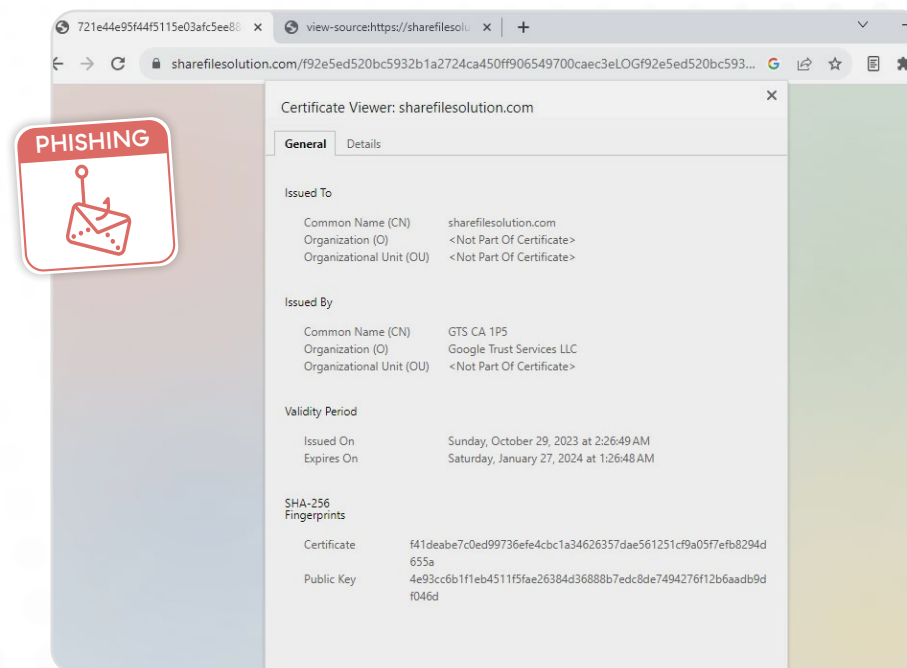 721e44e95f44f5115e03afc5ee88
view-source:https://sharefilesolu
sharefilesolution.com/f92e5ed520bc5932b1a2724ca450ff906549700caec3eLOGf92e5ed520bc593...
PHISHING
Certificate Viewer: sharefilesolution.com
General Details
Issued To
Common Name (CN) sharefilesolution.com
Organization (O) <Not Part Of Certificate>
Organizational Unit (OU) <Not Part Of Certificate>
Issued By
Common Name (CN) GTS CA 1P5
Organization (O) Google Trust Services LLC
Organizational Unit (OU) <Not Part Of Certificate>
Validity Period
Issued On Sunday, October 29, 2023 at 2:26:49 AM
Expires On Saturday, January 27, 2024 at 1:26:48 AM
SHA-256
Fingerprints
Certificate f41deabe7c0ed99736efe4cbc1a34626357dae561251cf9a05f7efb8294d
655a
Public Key 4e93cc6b1f1eb4511f5fae26384d36888b7edc8de7494276f12b6aadb9d
f046d